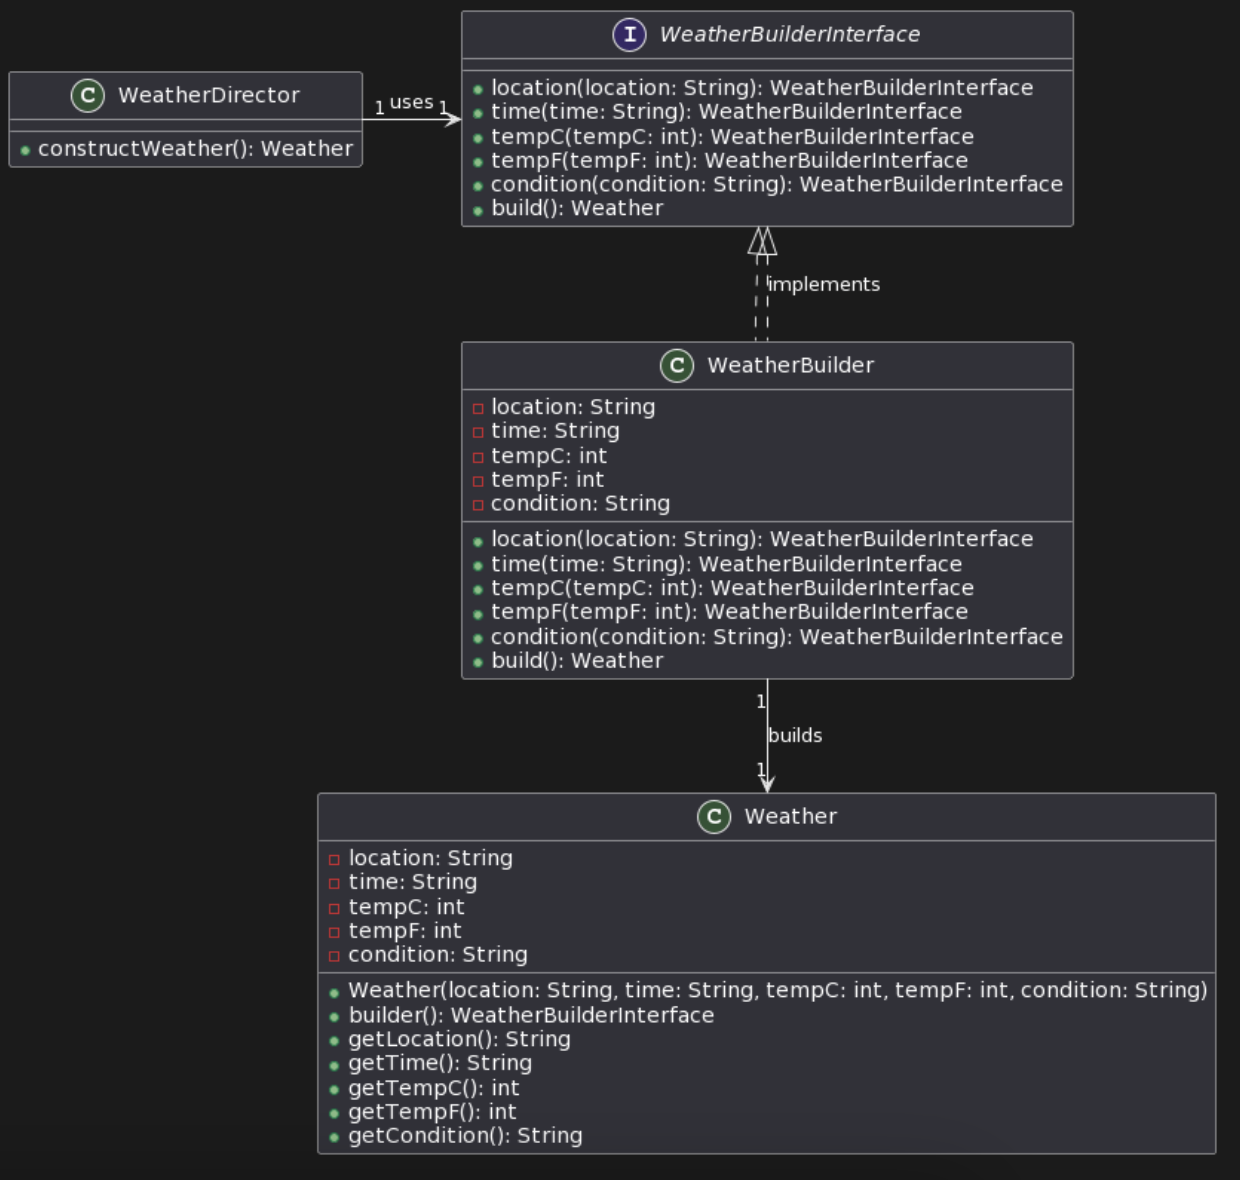 I WeatherBuilderInterface
location(location: String): WeatherBuilderInterface
time(time: String): WeatherBuilderInterface
tempC(tempC: int): WeatherBuilderInterface
tempF(tempF: int): WeatherBuilderInterface
condition(condition: String): WeatherBuilderInterface
build(): Weather
C WeatherDirector
constructWeather(): Weather
1 uses 1
implements
C WeatherBuilder
location: String
time: String
tempC: int
tempF: int
condition: String
location(location: String): WeatherBuilderInterface
time(time: String): WeatherBuilderInterface
tempC(tempC: int): WeatherBuilderInterface
tempF(tempF: int): WeatherBuilderInterface
condition(condition: String): WeatherBuilderInterface
build(): Weather
1
builds
1
C Weather
location: String
time: String
tempC: int
tempF: int
condition: String
Weather(location: String, time: String, tempC: int, tempF: int, condition: String)
builder(): WeatherBuilderInterface
getLocation(): String
getTime(): String
getTempC(): int
getTempF(): int
getCondition(): String